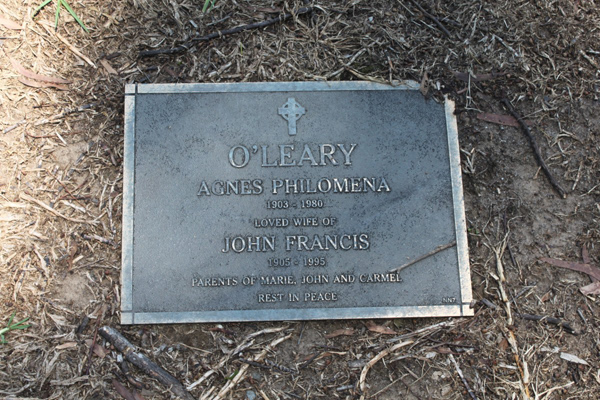 O'LEARY
AGNES PHILOMENA
1903 - 1980
LOVED WIFE OF
JOHN FRANCIS
1905 - 1995
PARENTS OF MARIE, JOHN AND CARMEL
REST IN PEACE